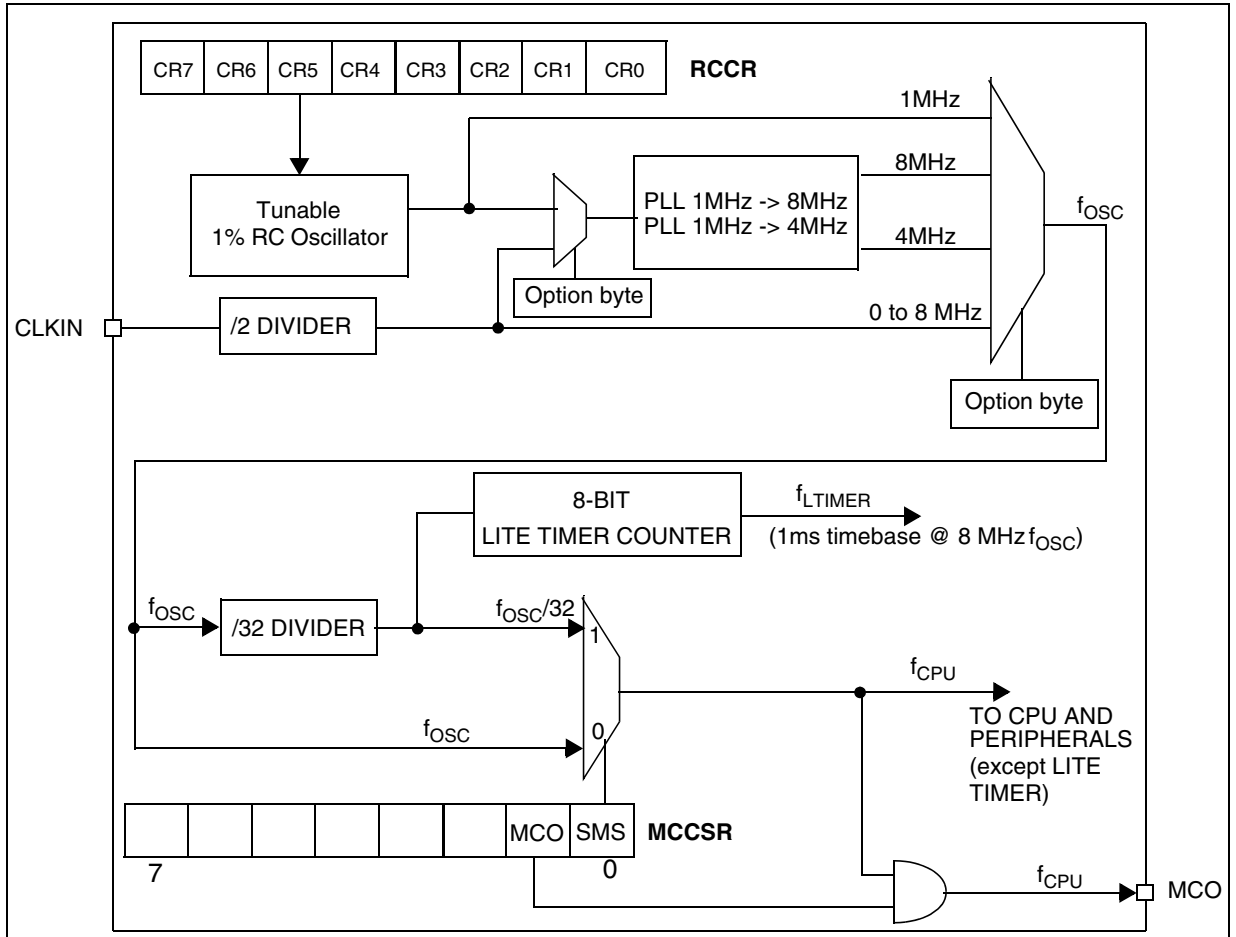 CR7 CR6 CR5 CR4 CR3 CR2 CR1 CR0 RCCR
1MHz
8MHz
4MHz
0 to 8 MHz
Tunable
1% RC Oscillator
PLL 1MHz -> 8MHz
PLL 1MHz -> 4MHz
fOSC
Option byte
CLKIN
/2 DIVIDER
Option byte
8-BIT
LITE TIMER COUNTER
fLTIMER
(1ms timebase @ 8 MHz fOSC)
fOSC
/32 DIVIDER
fOSC/32
1
fCPU
TO CPU AND
PERIPHERALS
(except LITE
TIMER)
fOSC
0
MCO SMS MCCSR
7 0
fCPU
MCO